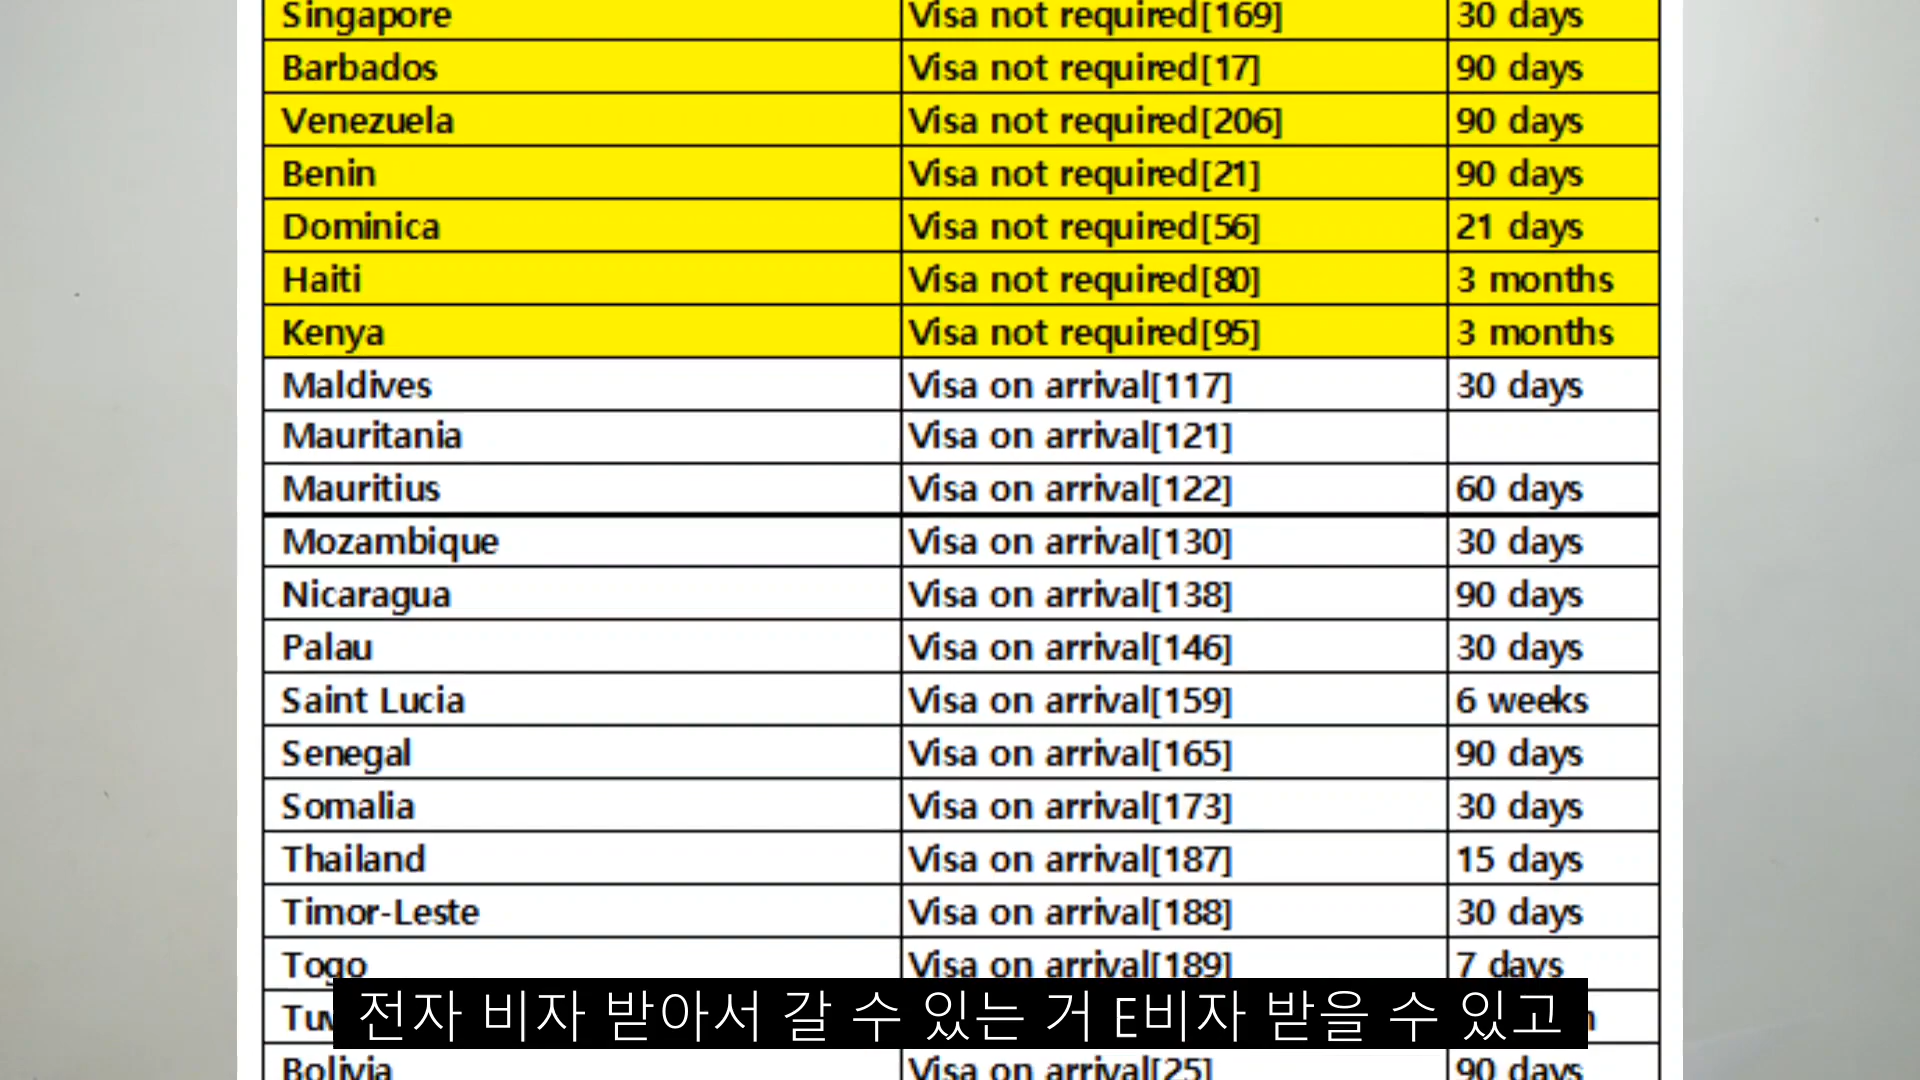 Singapore Visa not required[169] 30 days
Barbados Visa not required[17] 90 days
Venezuela Visa not required[206] 90 days
Benin Visa not required[21] 90 days
Dominica Visa not required[56] 21 days
Haiti Visa not required[80] 3 months
Kenya Visa not required[95] 3 months
Maldives Visa on arrival[117] 30 days
Mauritania Visa on arrival[121]
Mauritius Visa on arrival[122] 60 days
Mozambique Visa on arrival[130] 30 days
Nicaragua Visa on arrival[138] 90 days
Palau Visa on arrival[146] 30 days
Saint Lucia Visa on arrival[159] 6 weeks
Senegal Visa on arrival[165] 90 days
Somalia Visa on arrival[173] 30 days
Thailand Visa on arrival[187] 15 days
Timor-Leste Visa on arrival[188] 30 days
Togo Visa on arrival[189] 7 days
전자 비자 받아서 갈 수 있는 거 E비자 받을 수 있고
Bolivia Visa on arrival[25] 90 days